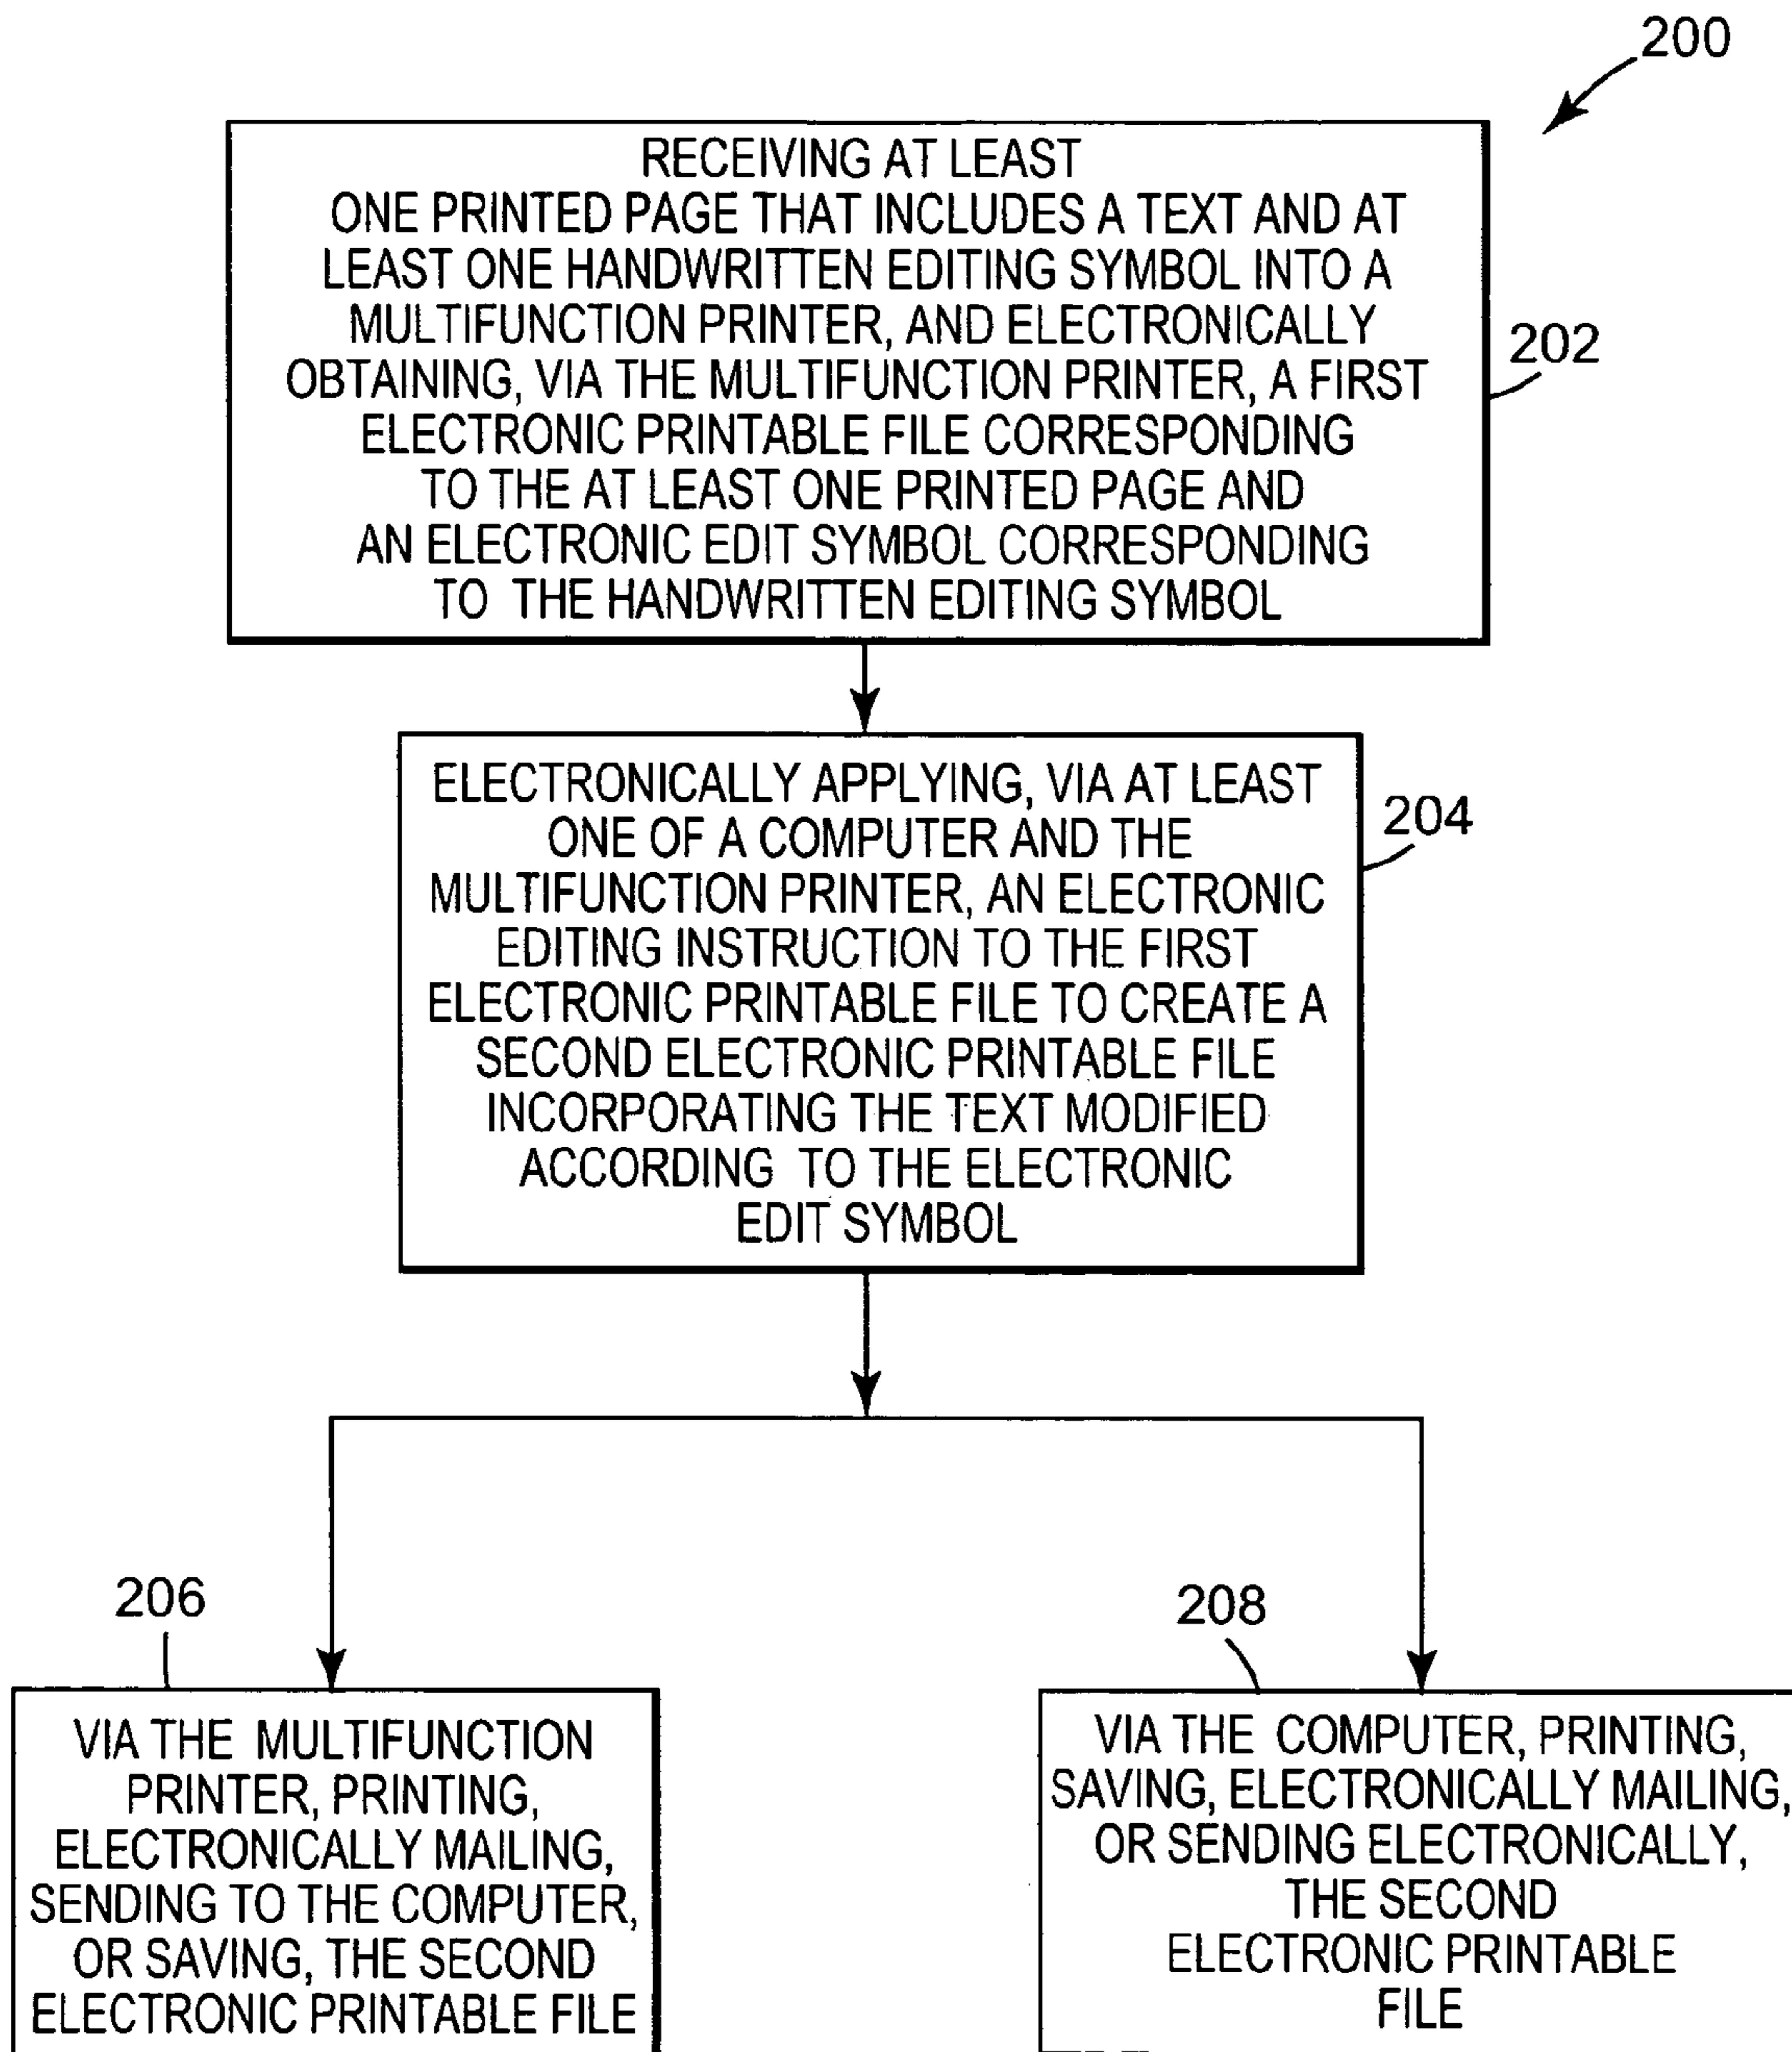 200
RECEIVING AT LEAST
ONE PRINTED PAGE THAT INCLUDES A TEXT AND AT
LEAST ONE HANDWRITTEN EDITING SYMBOL INTO A
MULTIFUNCTION PRINTER, AND ELECTRONICALLY
OBTAINING, VIA THE MULTIFUNCTION PRINTER, A FIRST
ELECTRONIC PRINTABLE FILE CORRESPONDING
TO THE AT LEAST ONE PRINTED PAGE AND
AN ELECTRONIC EDIT SYMBOL CORRESPONDING
TO THE HANDWRITTEN EDITING SYMBOL
202
ELECTRONICALLY APPLYING, VIA AT LEAST
ONE OF A COMPUTER AND THE
MULTIFUNCTION PRINTER, AN ELECTRONIC
EDITING INSTRUCTION TO THE FIRST
ELECTRONIC PRINTABLE FILE TO CREATE A
SECOND ELECTRONIC PRINTABLE FILE
INCORPORATING THE TEXT MODIFIED
ACCORDING TO THE ELECTRONIC
EDIT SYMBOL
204
206
VIA THE MULTIFUNCTION
PRINTER, PRINTING,
ELECTRONICALLY MAILING,
SENDING TO THE COMPUTER,
OR SAVING, THE SECOND
ELECTRONIC PRINTABLE FILE
208
VIA THE COMPUTER, PRINTING,
SAVING, ELECTRONICALLY MAILING,
OR SENDING ELECTRONICALLY,
THE SECOND
ELECTRONIC PRINTABLE
FILE